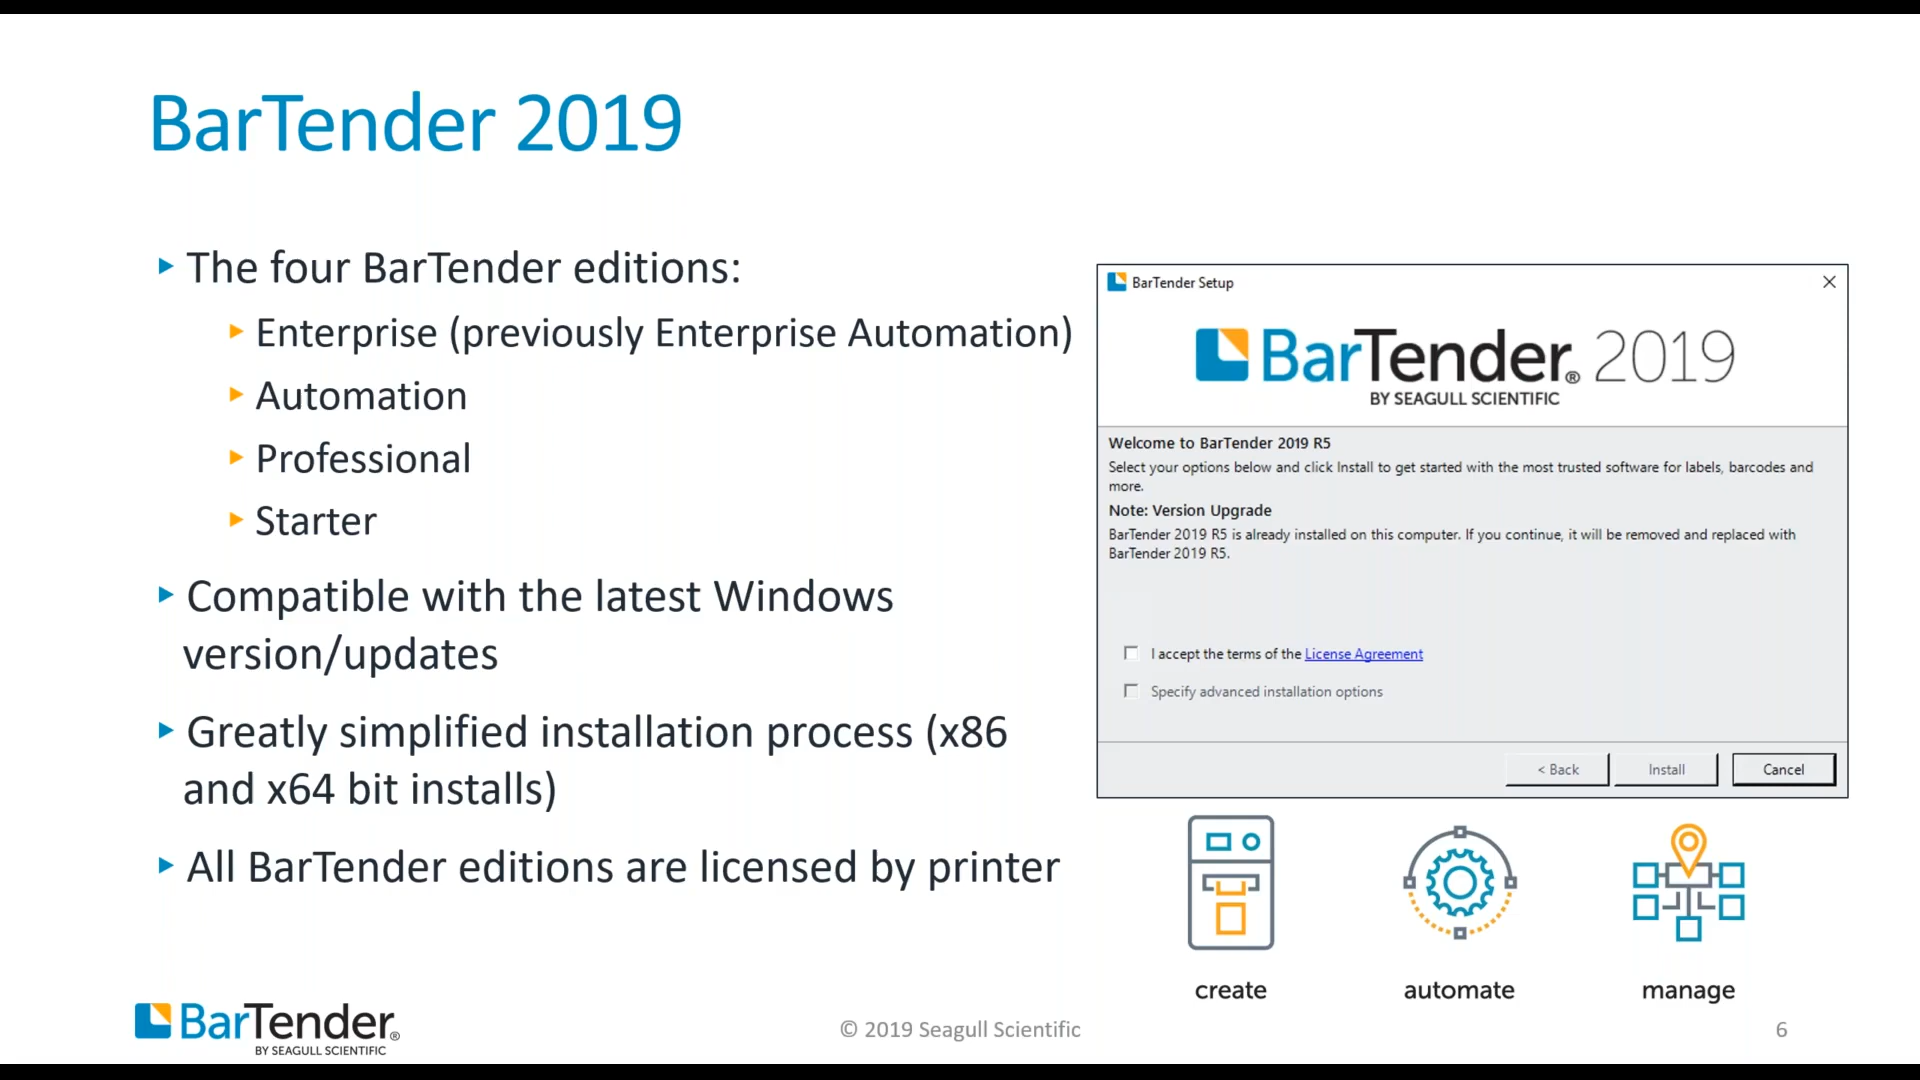 BarTender 2019
The four BarTender editions:
Enterprise (previously Enterprise Automation)
Automation
Professional
Starter
Compatible with the latest Windows
version/updates
Greatly simplified installation process (x86
and x64 bit installs)
All BarTender editions are licensed by printer
BarTender Setup
BarTender® 2019
BY SEAGULL SCIENTIFIC
Welcome to BarTender 2019 R5
Select your options below and click Install to get started with the most trusted software for labels, barcodes and
more.
Note: Version Upgrade
BarTender 2019 R5 is already installed on this computer. If you continue, it will be removed and replaced with
BarTender 2019 R5.
I accept the terms of the License Agreement
Specify advanced installation options
< Back Install Cancel
create automate manage
BarTender®
BY SEAGULL SCIENTIFIC
© 2019 Seagull Scientific
6